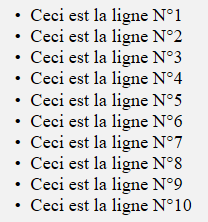 • Ceci est la ligne N°1
• Ceci est la ligne N°2
• Ceci est la ligne N°3
• Ceci est la ligne N°4
• Ceci est la ligne N°5
• Ceci est la ligne N°6
• Ceci est la ligne N°7
• Ceci est la ligne N°8
• Ceci est la ligne N°9
• Ceci est la ligne N°10